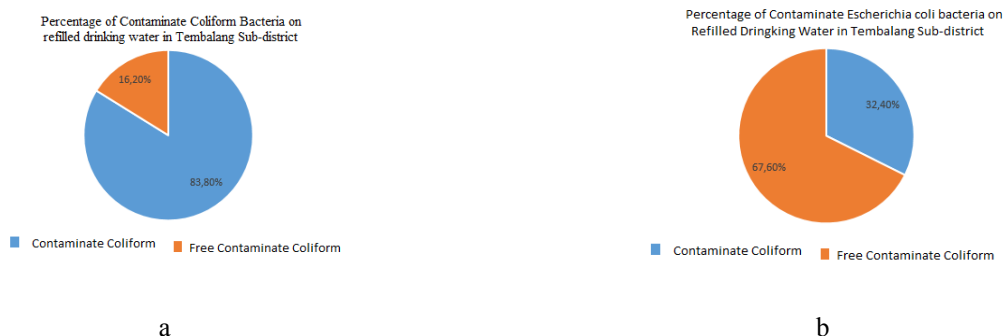 Percentage of Contaminate Coliform Bacteria on
refilled drinking water in Tembalang Sub-district
16,20%
83,80%
Contaminate Coliform
Free Contaminate Coliform
a
Percentage of Contaminate Escherichia coli bacteria on
Refilled Dringking Water in Tembalang Sub-district
32,40%
67,60%
Contaminate Coliform
Free Contaminate Coliform
b